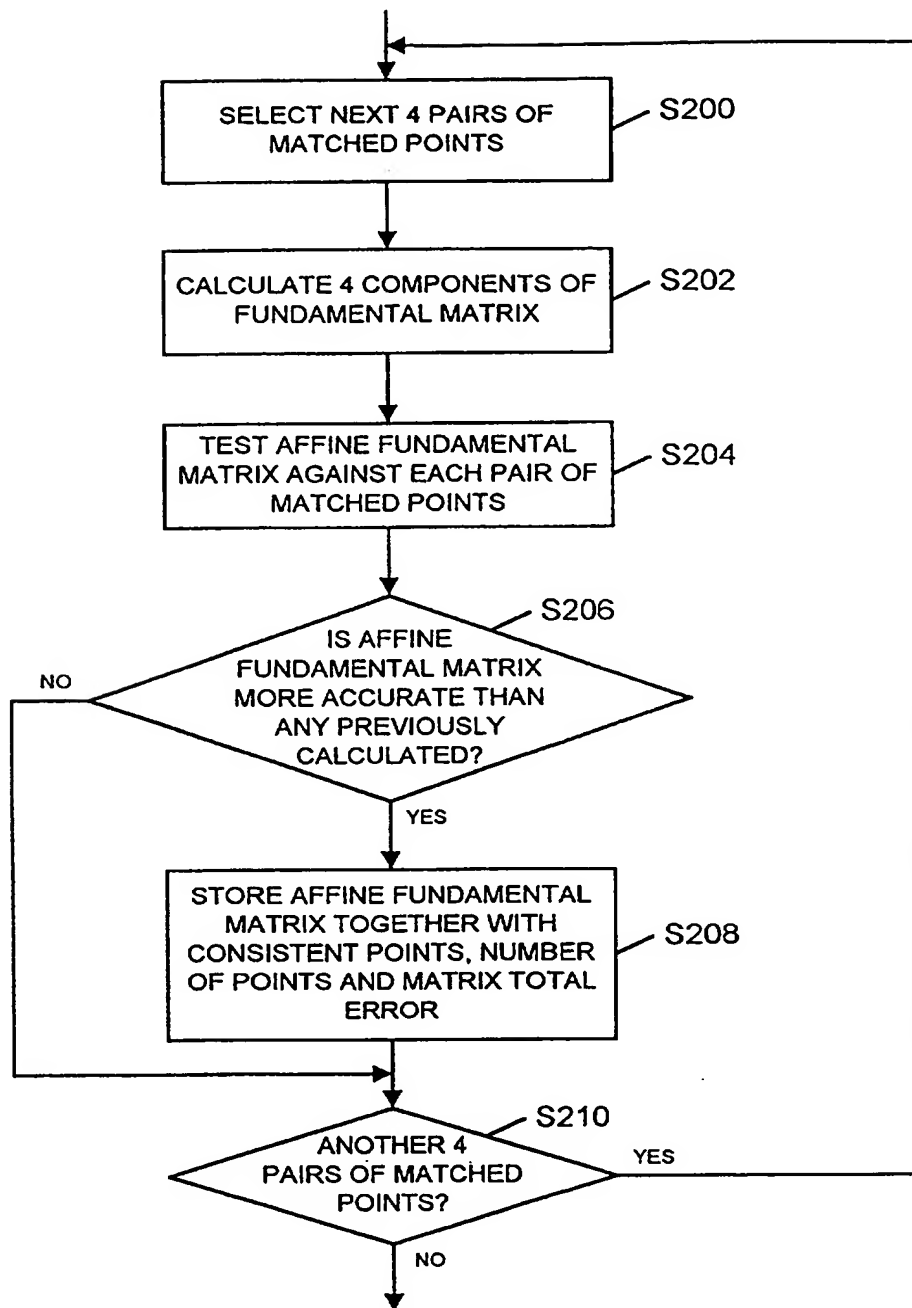 SELECT NEXT 4 PAIRS OF
MATCHED POINTS
S200
CALCULATE 4 COMPONENTS OF
FUNDAMENTAL MATRIX
S202
TEST AFFINE FUNDAMENTAL
MATRIX AGAINST EACH PAIR OF
MATCHED POINTS
S204
S206
IS AFFINE
FUNDAMENTAL MATRIX
MORE ACCURATE THAN
ANY PREVIOUSLY
CALCULATED?
NO
YES
STORE AFFINE FUNDAMENTAL
MATRIX TOGETHER WITH
CONSISTENT POINTS, NUMBER
OF POINTS AND MATRIX TOTAL
ERROR
S208
S210
ANOTHER 4
PAIRS OF MATCHED
POINTS?
YES
NO